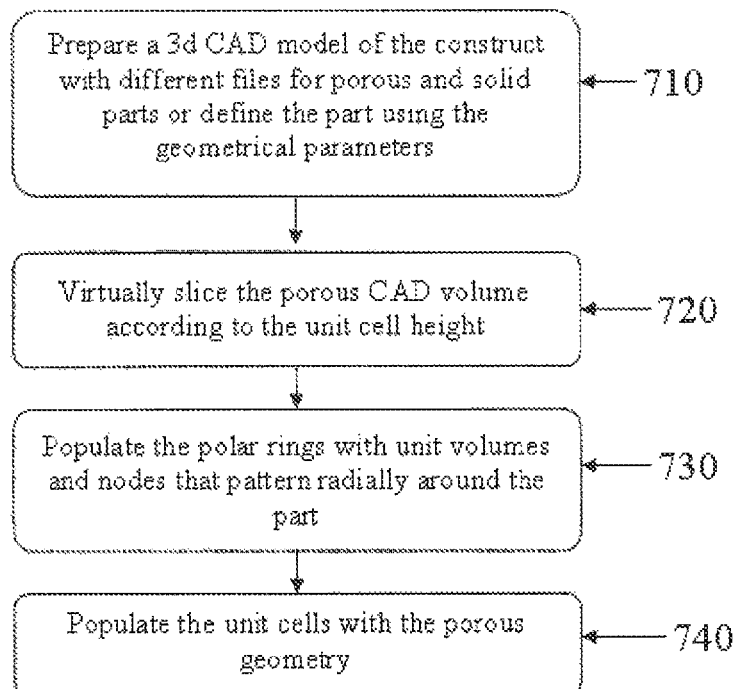 Prepare a 3d CAD model of the construct
with different files for porous and solid
parts or define the part using the
geometrical parameters
710
Virtually slice the porous CAD volume
according to the unit cell height
720
Populate the polar rings with unit volumes
and nodes that pattern radially around the
part
730
Populate the unit cells with the porous
geometry
740